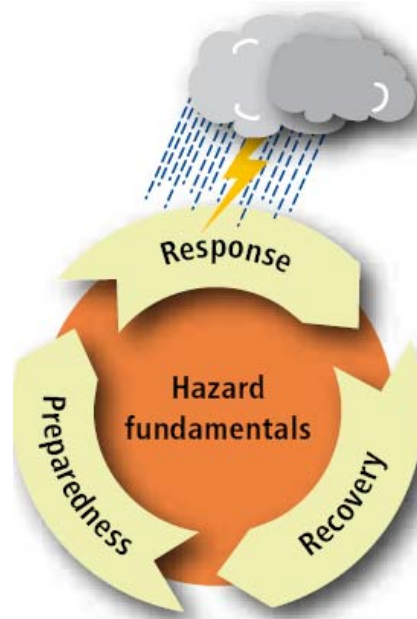 Response
Hazard
fundamentals
Preparedness
Recovery